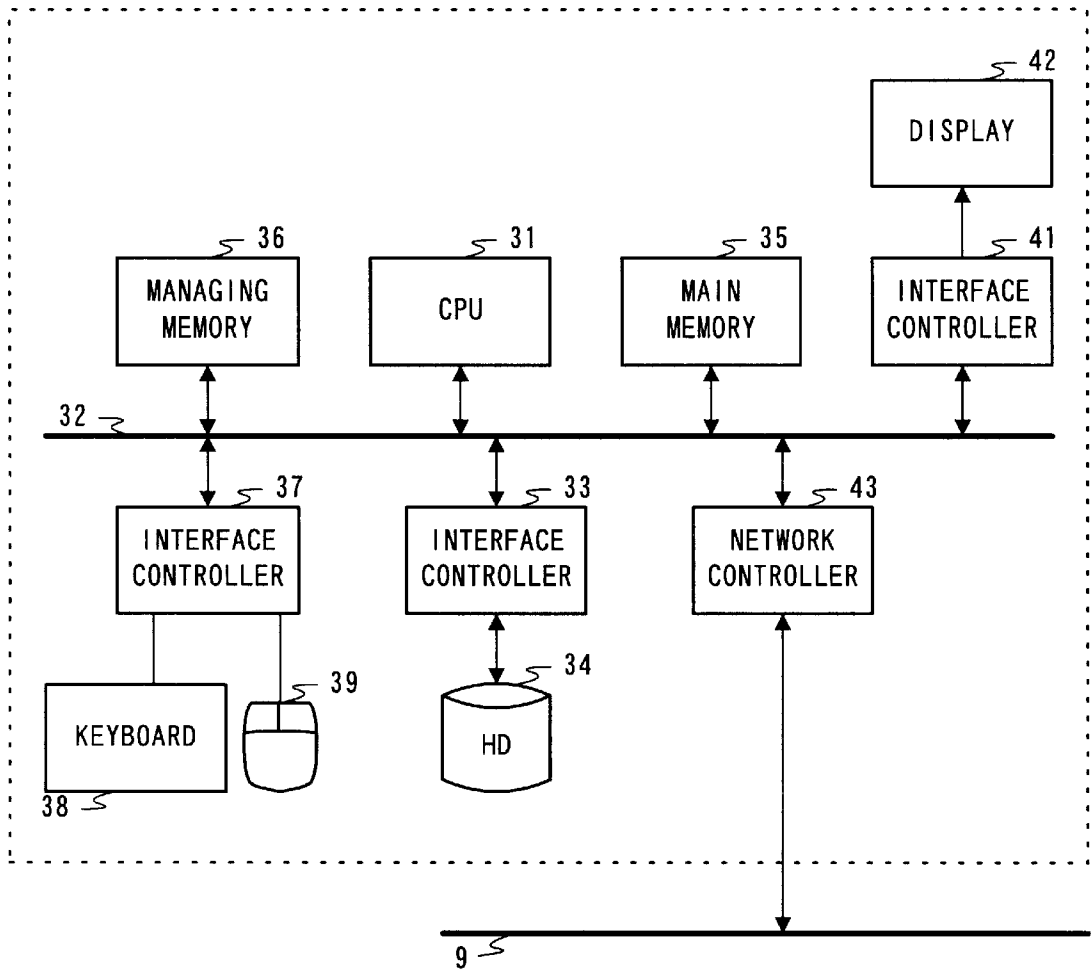 42
DISPLAY
36
31
35
41
MANAGING
MEMORY
CPU
MAIN
MEMORY
INTERFACE
CONTROLLER
32
37
33
43
INTERFACE
CONTROLLER
INTERFACE
CONTROLLER
NETWORK
CONTROLLER
39
34
KEYBOARD
HD
38
9